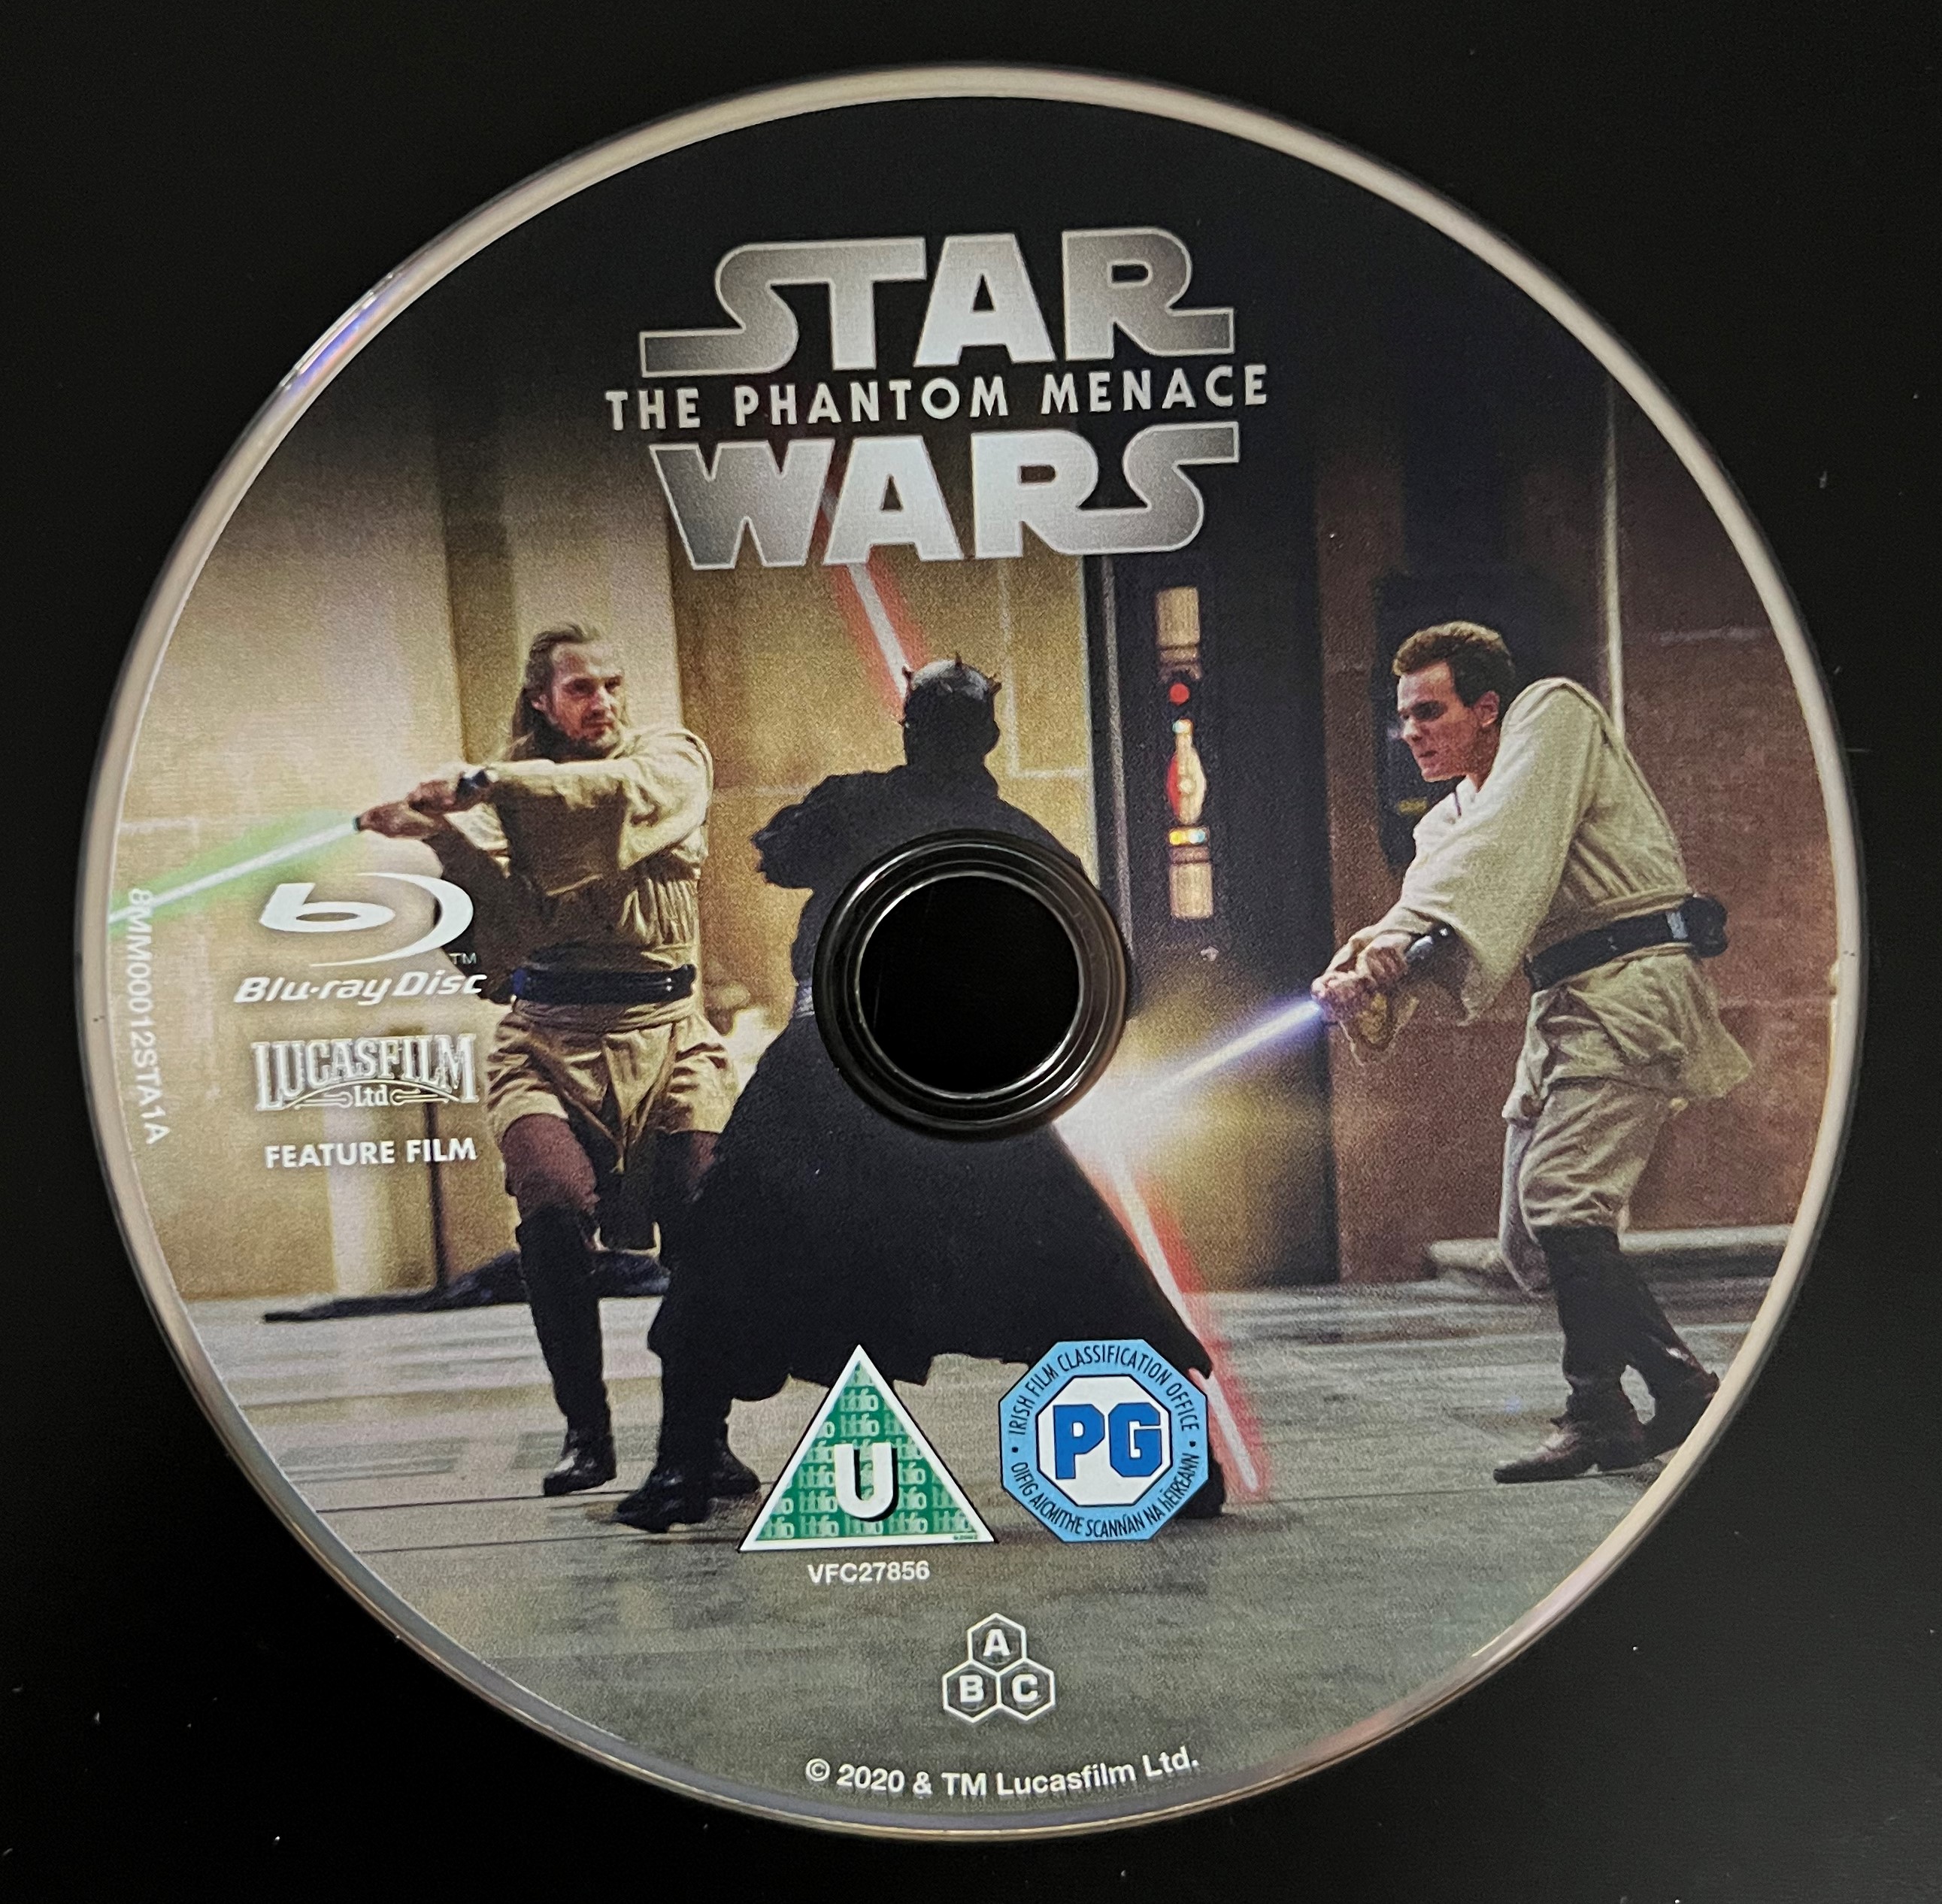 STAR
THE PHANTOM MENACE
WARS
8MM00012STA1A
b
TM
Blu-ray Disc
LUCASFILM
Ltd
FEATURE FILM
U
IRISH FILM CLASSIFICATION OFFICE
PG
OIFIG AICMITHE SCANNÁN NA hÉIREANN
VFC27856
A
B C
© 2020 & TM Lucasfilm Ltd.